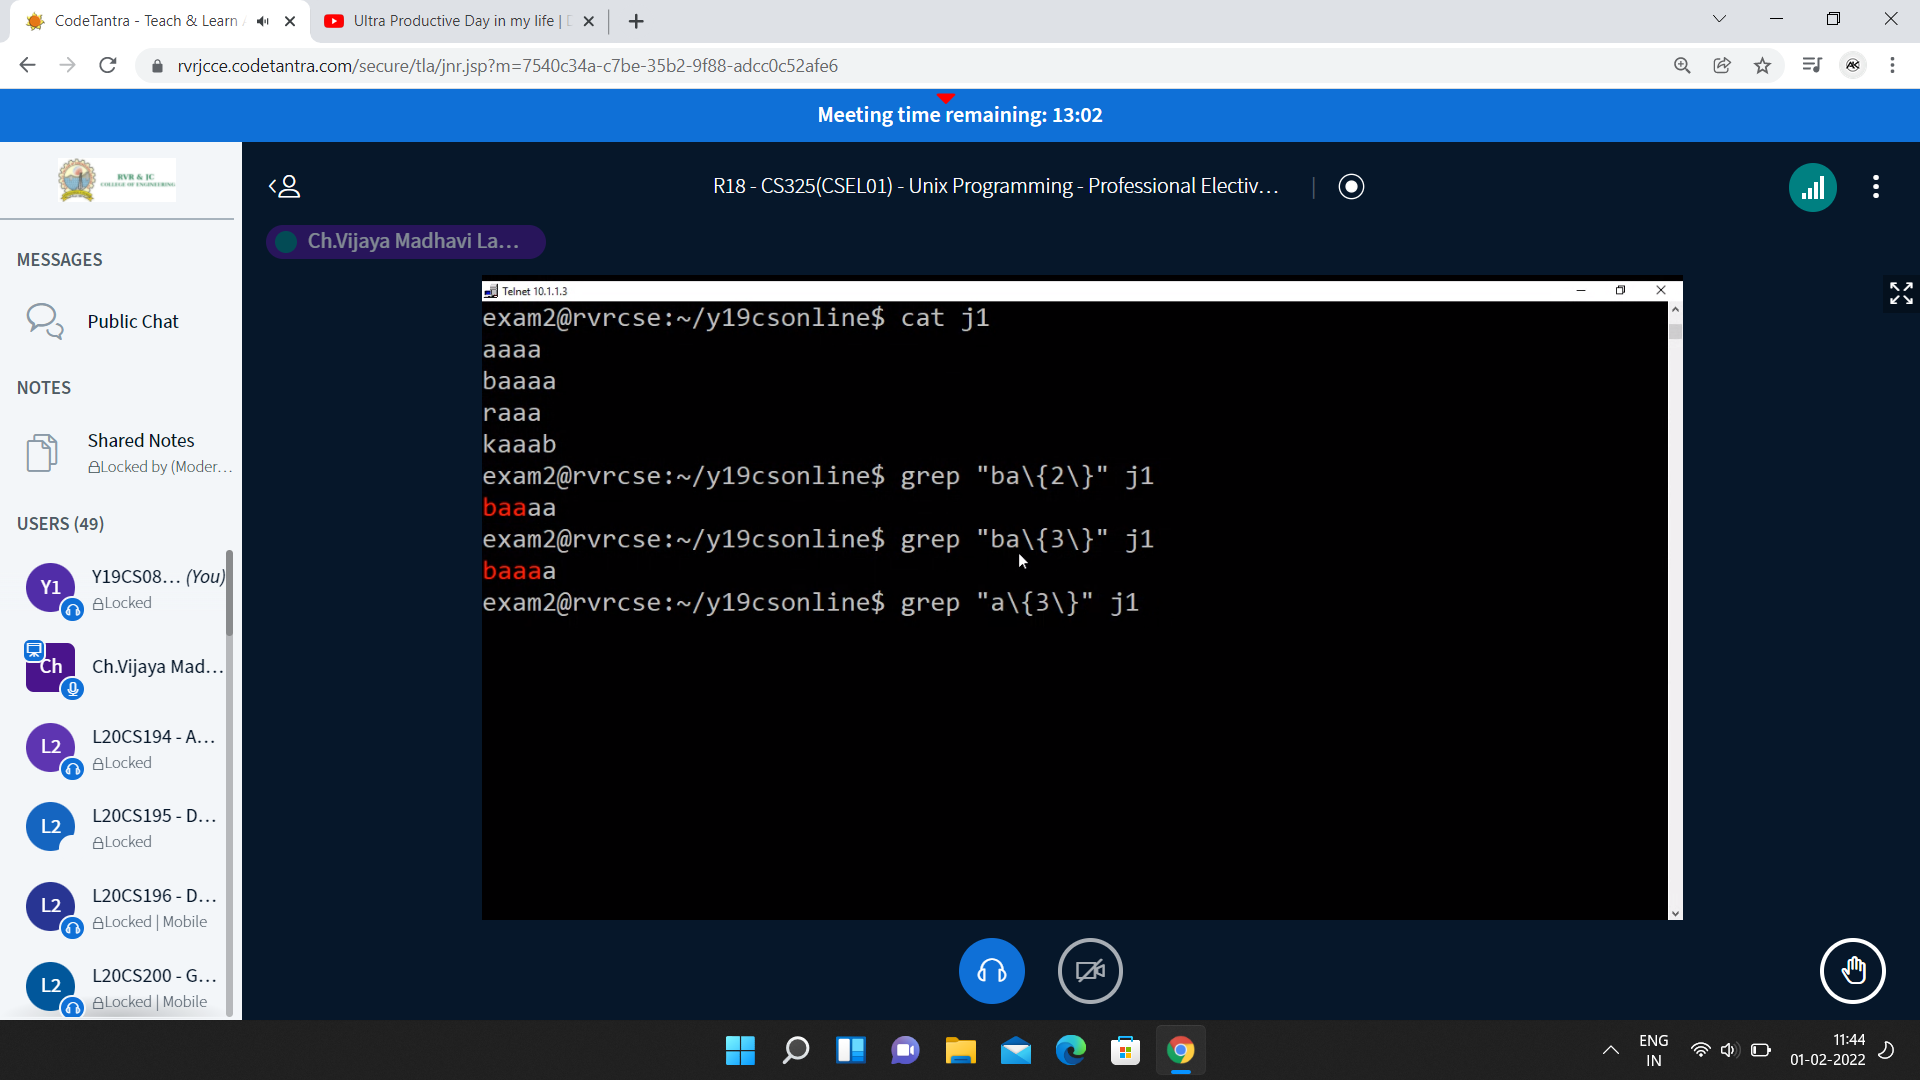 CodeTantra - Teach & Learn
Ultra Productive Day in my life |
rvrjcce.codetantra.com/secure/tla/jnr.jsp?m=7540c34a-c7be-35b2-9f88-adcc0c52afe6
Meeting time remaining: 13:02
RVR & JC
COLLEGE OF ENGINEERING
R18 - CS325(CSEL01) - Unix Programming - Professional Electiv...
Ch.Vijaya Madhavi La...
MESSAGES
Public Chat
NOTES
Shared Notes
Locked by (Moder...
USERS (49)
Y1
Y19CS08... (You)
Locked
Ch
Ch.Vijaya Mad...
L2
L20CS194 - A...
Locked
L2
L20CS195 - D...
Locked
L2
L20CS196 - D...
Locked | Mobile
L2
L20CS200 - G...
Locked | Mobile
Telnet 10.1.1.3
exam2@rvrcse:~/y19csonline$ cat j1
aaaa
baaaa
raaa
kaaab
exam2@rvrcse:~/y19csonline$ grep "ba\{2\}" j1
baaaa
exam2@rvrcse:~/y19csonline$ grep "ba\{3\}" j1
baaaa
exam2@rvrcse:~/y19csonline$ grep "a\{3\}" j1
ENG
IN
11:44
01-02-2022